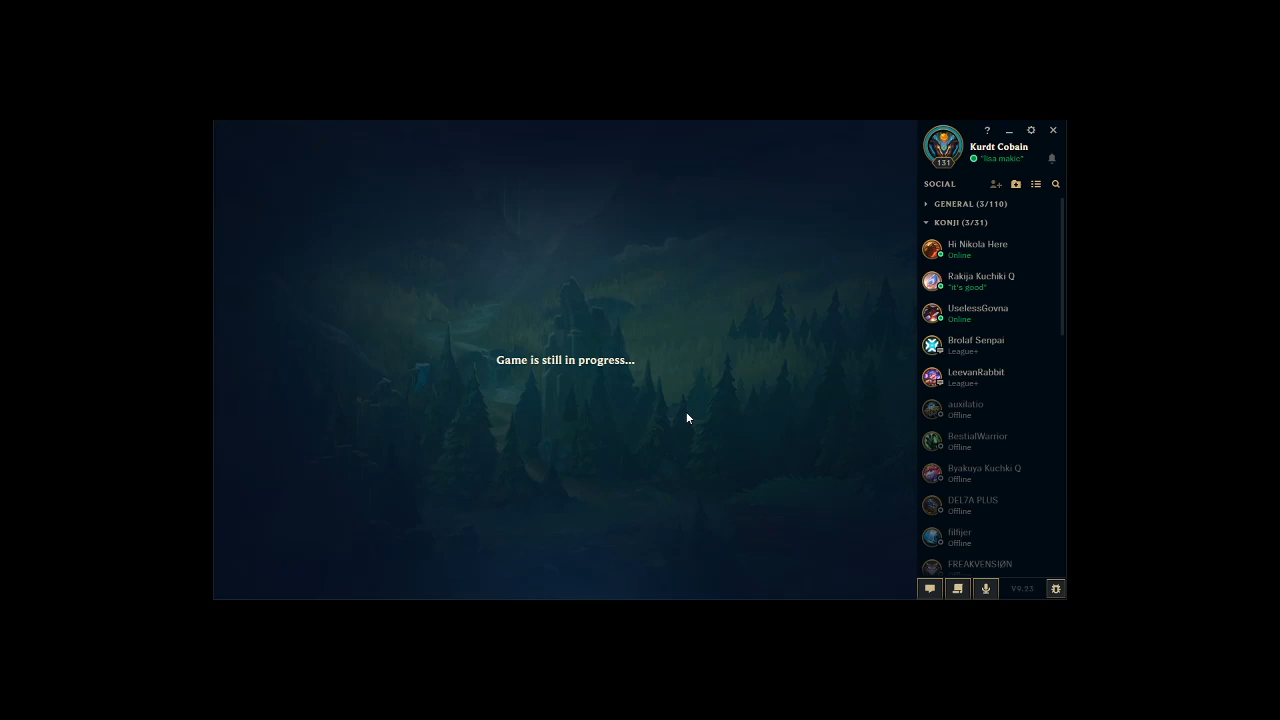 ?
Kurdt Cobain
131
"lisa makic"
SOCIAL
GENERAL (3/110)
KONJI (3/31)
Hi Nikola Here
Online
Rakija Kuchiki Q
"it's good"
UselessGovna
Online
Brolaf Senpai
League+
Game is still in progress...
LeevanRabbit
League+
auxilatio
Offline
BestialWarrior
Offline
Byakuya Kuchki Q
Offline
DEL7A PLUS
Offline
filfijer
Offline
FREAKVENSIØN
V9.23